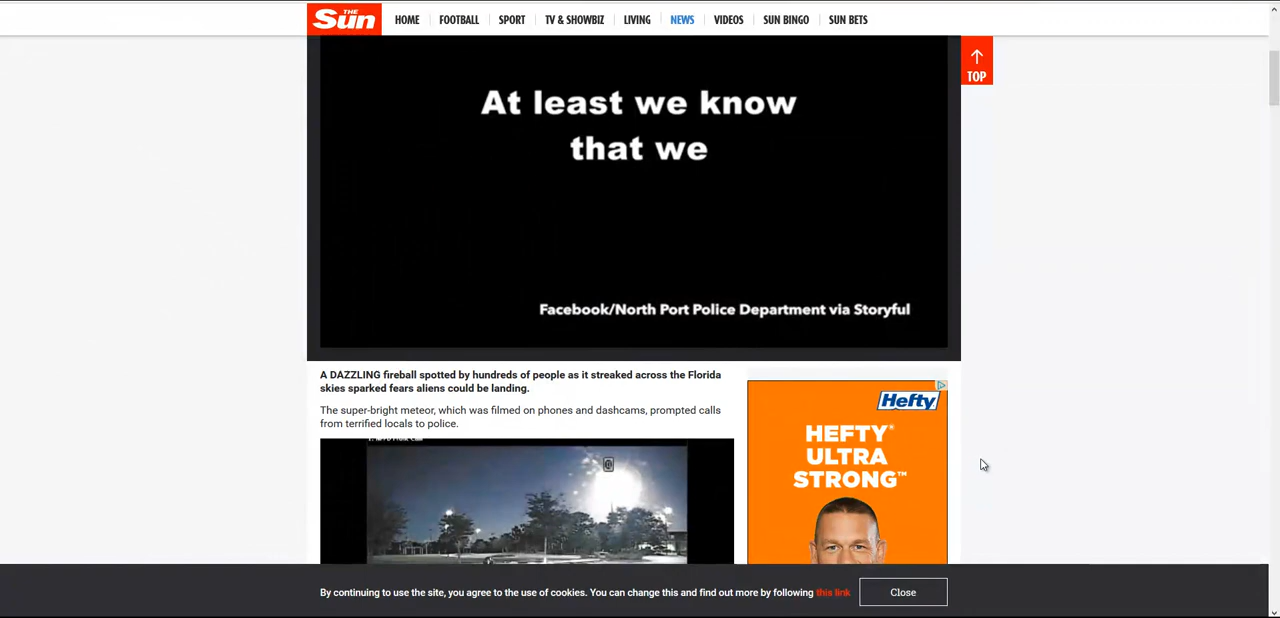 THE
Sun
HOME
FOOTBALL
SPORT
TV & SHOWBIZ
LIVING
NEWS
VIDEOS
SUN BINGO
SUN BETS
TOP
At least we know
that we
Facebook/North Port Police Department via Storyful
A DAZZLING fireball spotted by hundreds of people as it streaked across the Florida
skies sparked fears aliens could be landing.
The super-bright meteor, which was filmed on phones and dashcams, prompted calls
from terrified locals to police.
Hefty
HEFTY®
ULTRA
STRONG™
By continuing to use the site, you agree to the use of cookies. You can change this and find out more by following this link
Close